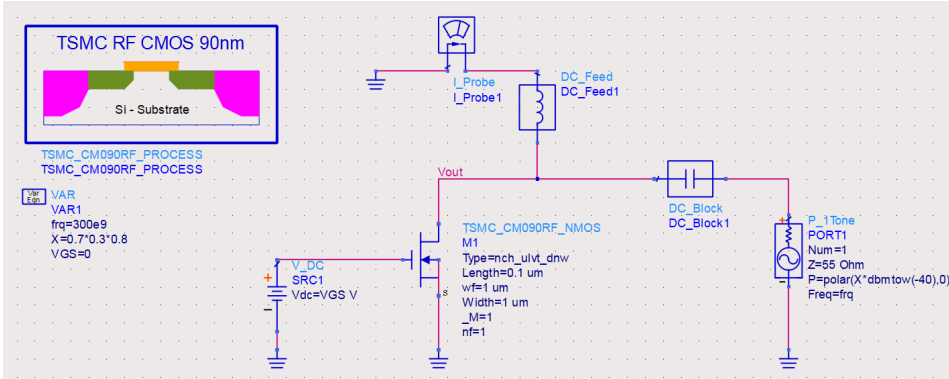 TSMC RF CMOS 90nm
Si - Substrate
TSMC_CM090RF_PROCESS
TSMC_CM090RF_PROCESS
Var
Eqn
VAR
VAR1
frq=300e9
X=0.7*0.3*0.8
VGS=0
I_Probe
I_Probe1
DC_Feed
DC_Feed1
Vout
DC_Block
DC_Block1
V_DC
SRC1
Vdc=VGS V
TSMC_CM090RF_NMOS
M1
Type=nch_ulvt_dnw
Length=0.1 um
wf=1 um
Width=1 um
_M=1
nf=1
s
P_1Tone
PORT1
Num=1
Z=55 Ohm
P=polar(X*dbmtow(-40),0)
Freq=frq